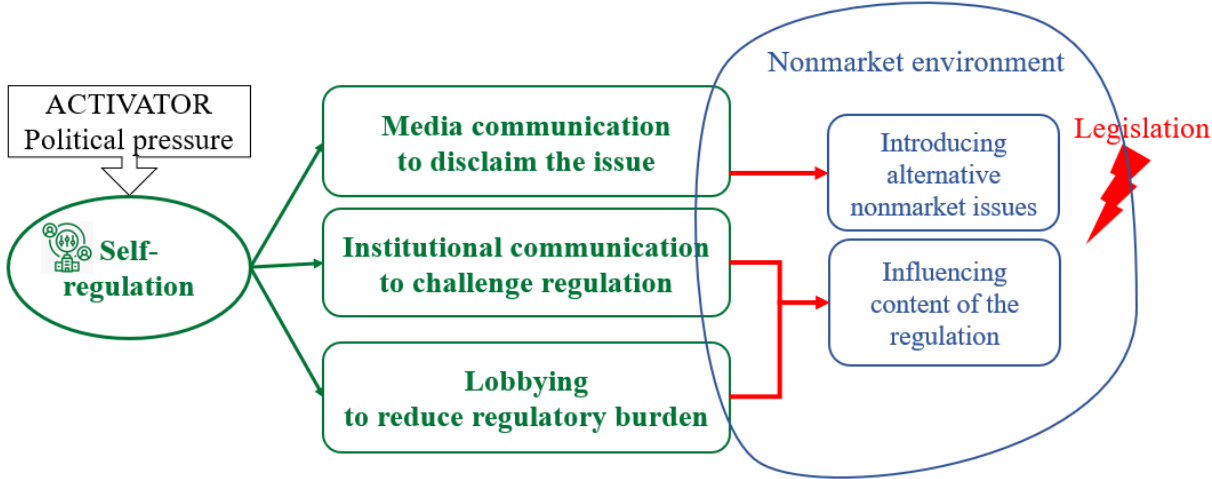 ACTIVATOR
Political pressure
Self-
regulation
Media communication
to disclaim the issue
Institutional communication
to challenge regulation
Lobbying
to reduce regulatory burden
Nonmarket environment
Introducing
alternative
nonmarket issues
Influencing
content of the
regulation
Legislation